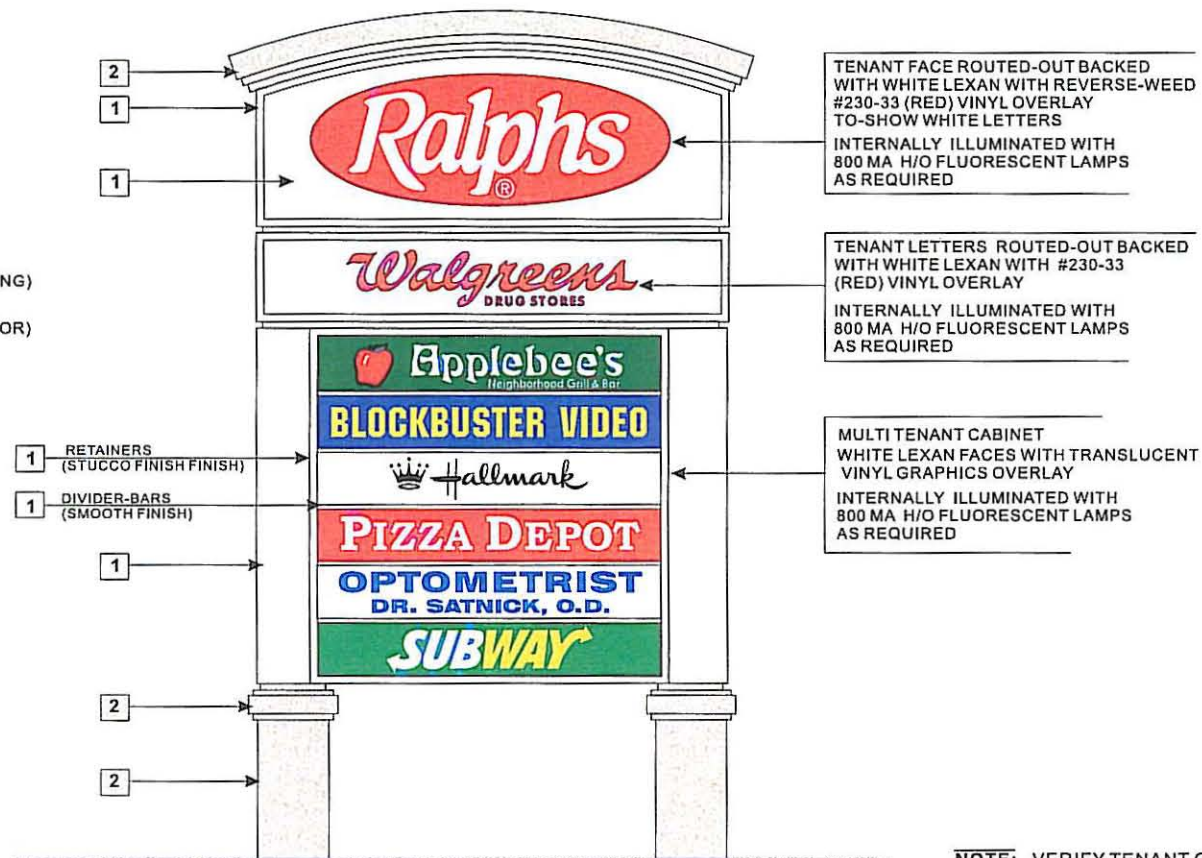 2
1
1
Ralphs
®
TENANT FACE ROUTED-OUT BACKED
WITH WHITE LEXAN WITH REVERSE-WEED
#230-33 (RED) VINYL OVERLAY
TO-SHOW WHITE LETTERS
INTERNALLY ILLUMINATED WITH
800 MA H/O FLUORESCENT LAMPS
AS REQUIRED
NG)
OR)
Walgreens
DRUG STORES
TENANT LETTERS ROUTED-OUT BACKED
WITH WHITE LEXAN WITH #230-33
(RED) VINYL OVERLAY
INTERNALLY ILLUMINATED WITH
800 MA H/O FLUORESCENT LAMPS
AS REQUIRED
Applebee's
Neighborhood Grill & Bar
BLOCKBUSTER VIDEO
Hallmark
PIZZA DEPOT
OPTOMETRIST
DR. SATNICK, O.D.
SUBWAY
1 RETAINERS
(STUCCO FINISH FINISH)
1 DIVIDER-BARS
(SMOOTH FINISH)
1
MULTI TENANT CABINET
WHITE LEXAN FACES WITH TRANSLUCENT
VINYL GRAPHICS OVERLAY
INTERNALLY ILLUMINATED WITH
800 MA H/O FLUORESCENT LAMPS
AS REQUIRED
2
2
NOTE: VERIFY TENANT